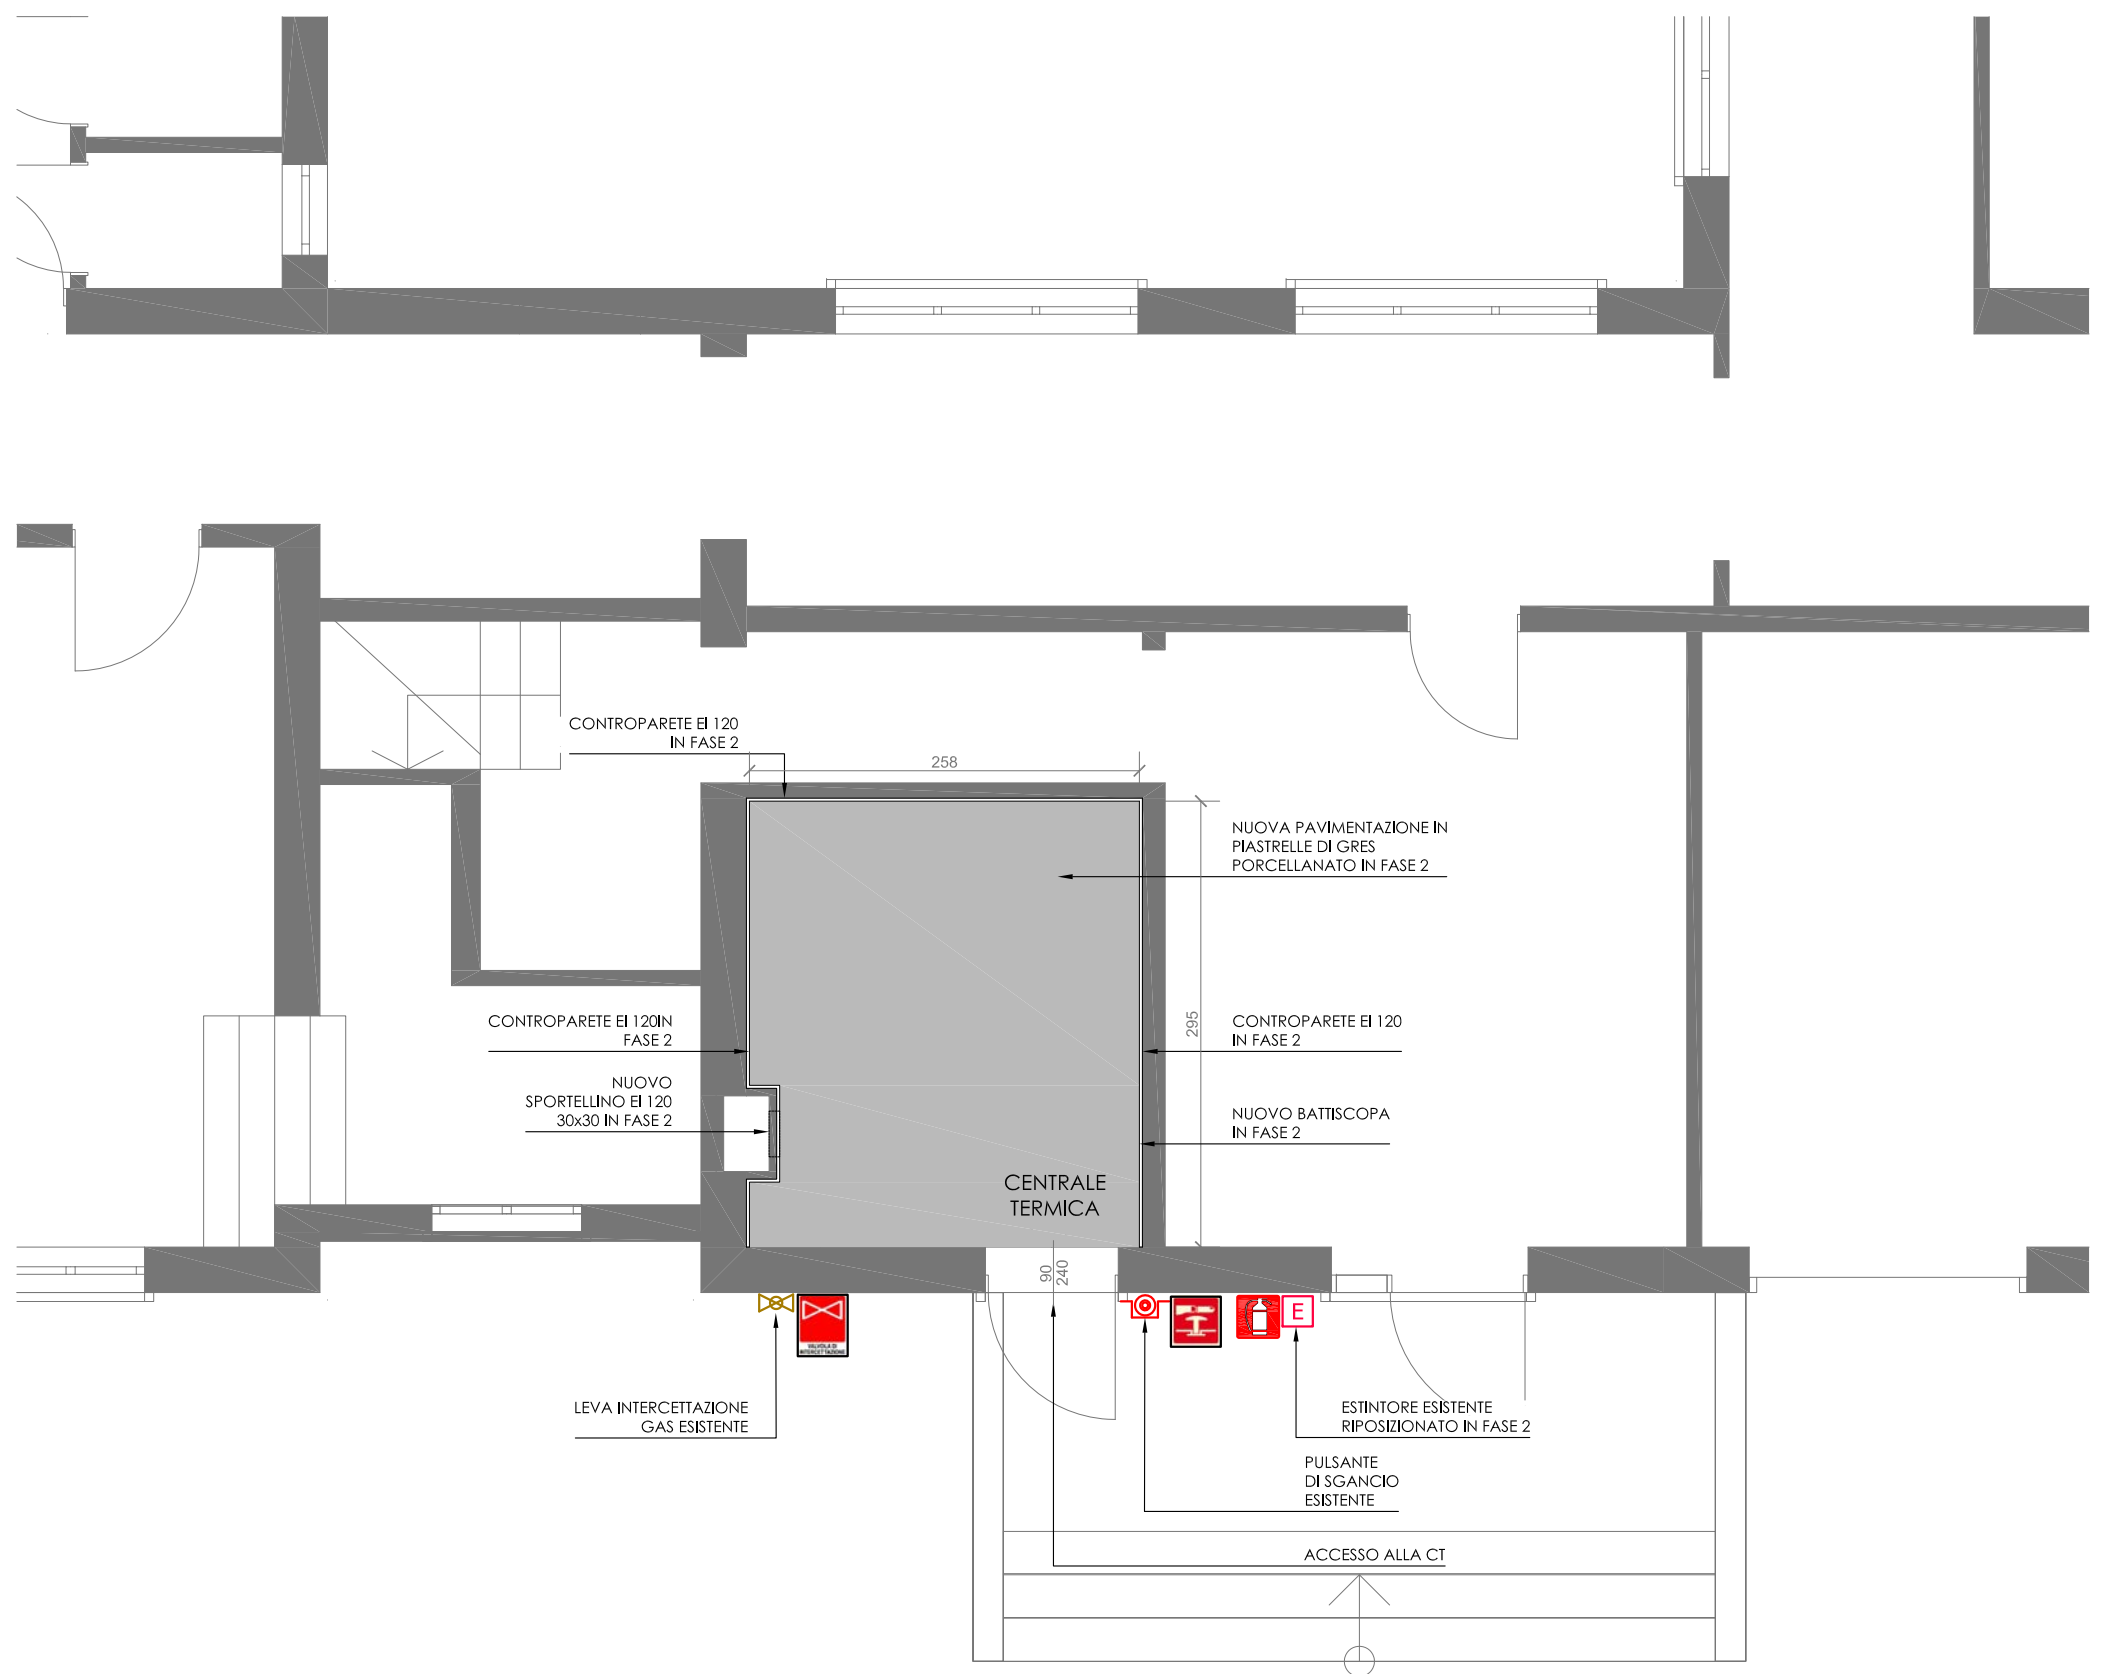 CONTROPARETE EI 120
IN FASE 2
258
NUOVA PAVIMENTAZIONE IN
PIASTRELLE DI GRES
PORCELLANATO IN FASE 2
CONTROPARETE EI 120IN
FASE 2
295
CONTROPARETE EI 120
IN FASE 2
NUOVO
SPORTELLINO EI 120
30x30 IN FASE 2
NUOVO BATTISCOPA
IN FASE 2
CENTRALE
TERMICA
90
240
VALVOLA DI
INTERCETTAZIONE
E
LEVA INTERCETTAZIONE
GAS ESISTENTE
ESTINTORE ESISTENTE
RIPOSIZIONATO IN FASE 2
PULSANTE
DI SGANCIO
ESISTENTE
ACCESSO ALLA CT